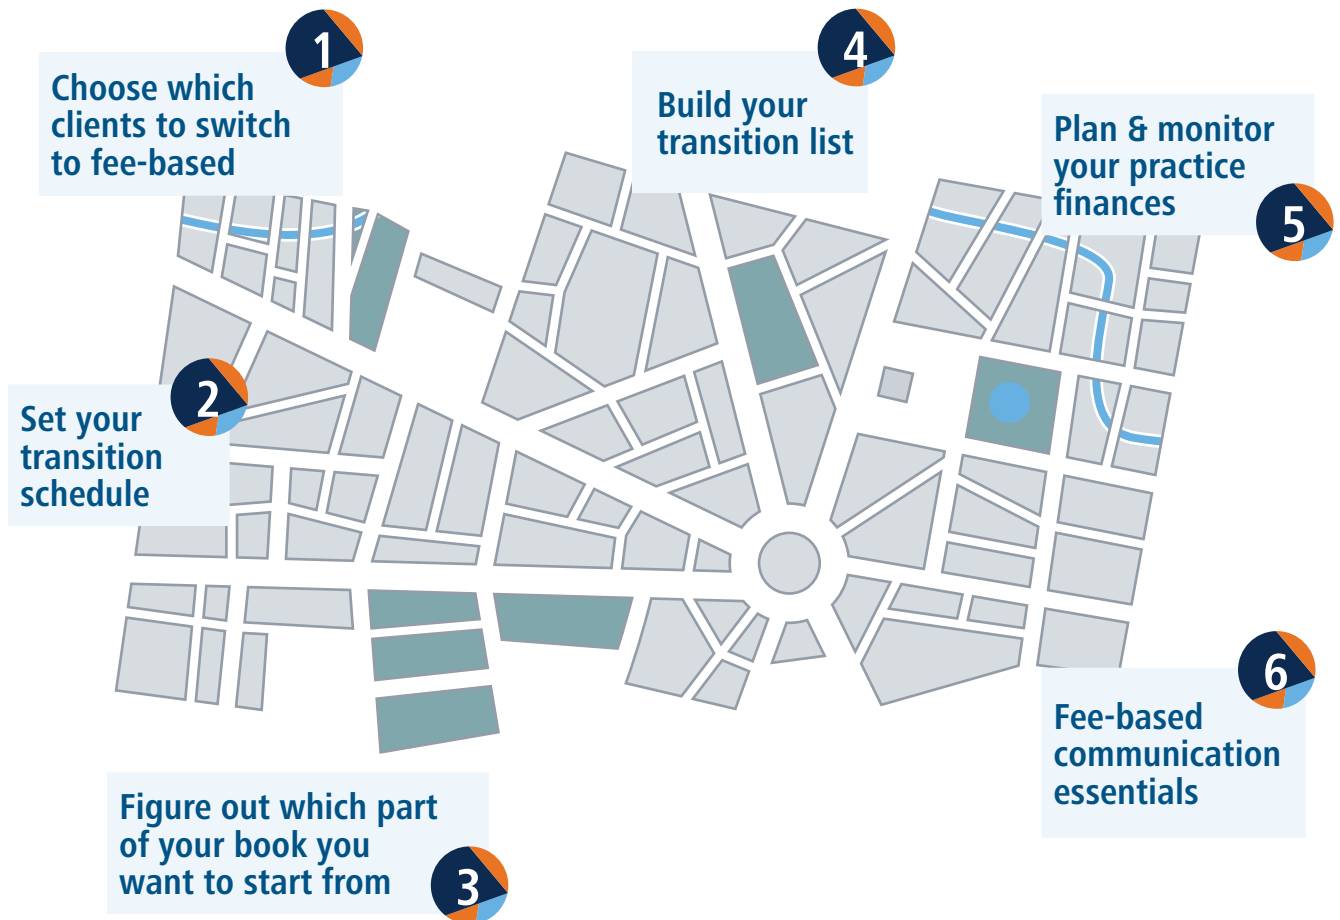 1
Choose which
clients to switch
to fee-based
2
Set your
transition
schedule
3
Figure out which part
of your book you
want to start from
4
Build your
transition list
5
Plan & monitor
your practice
finances
6
Fee-based
communication
essentials